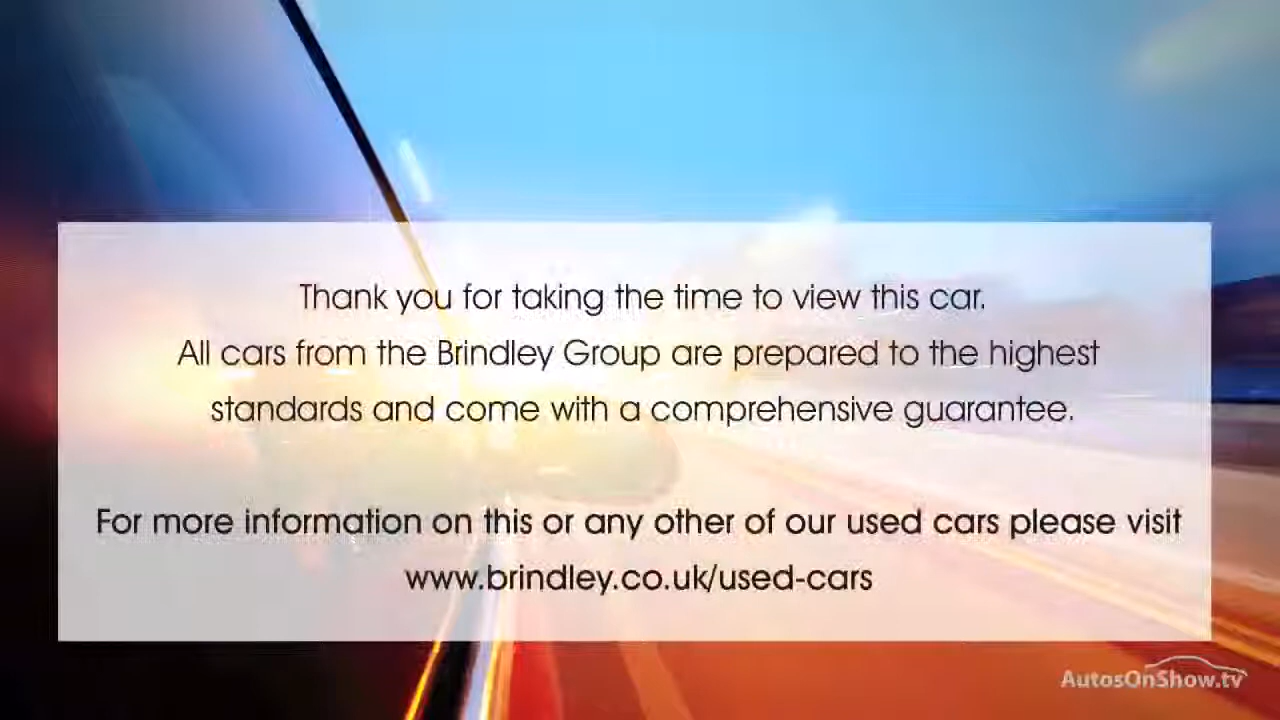 Thank you for taking the time to view this car.
All cars from the Brindley Group are prepared to the highest
standards and come with a comprehensive guarantee.
For more information on this or any other of our used cars please visit
www.brindley.co.uk/used-cars
AutosOnShow.tv